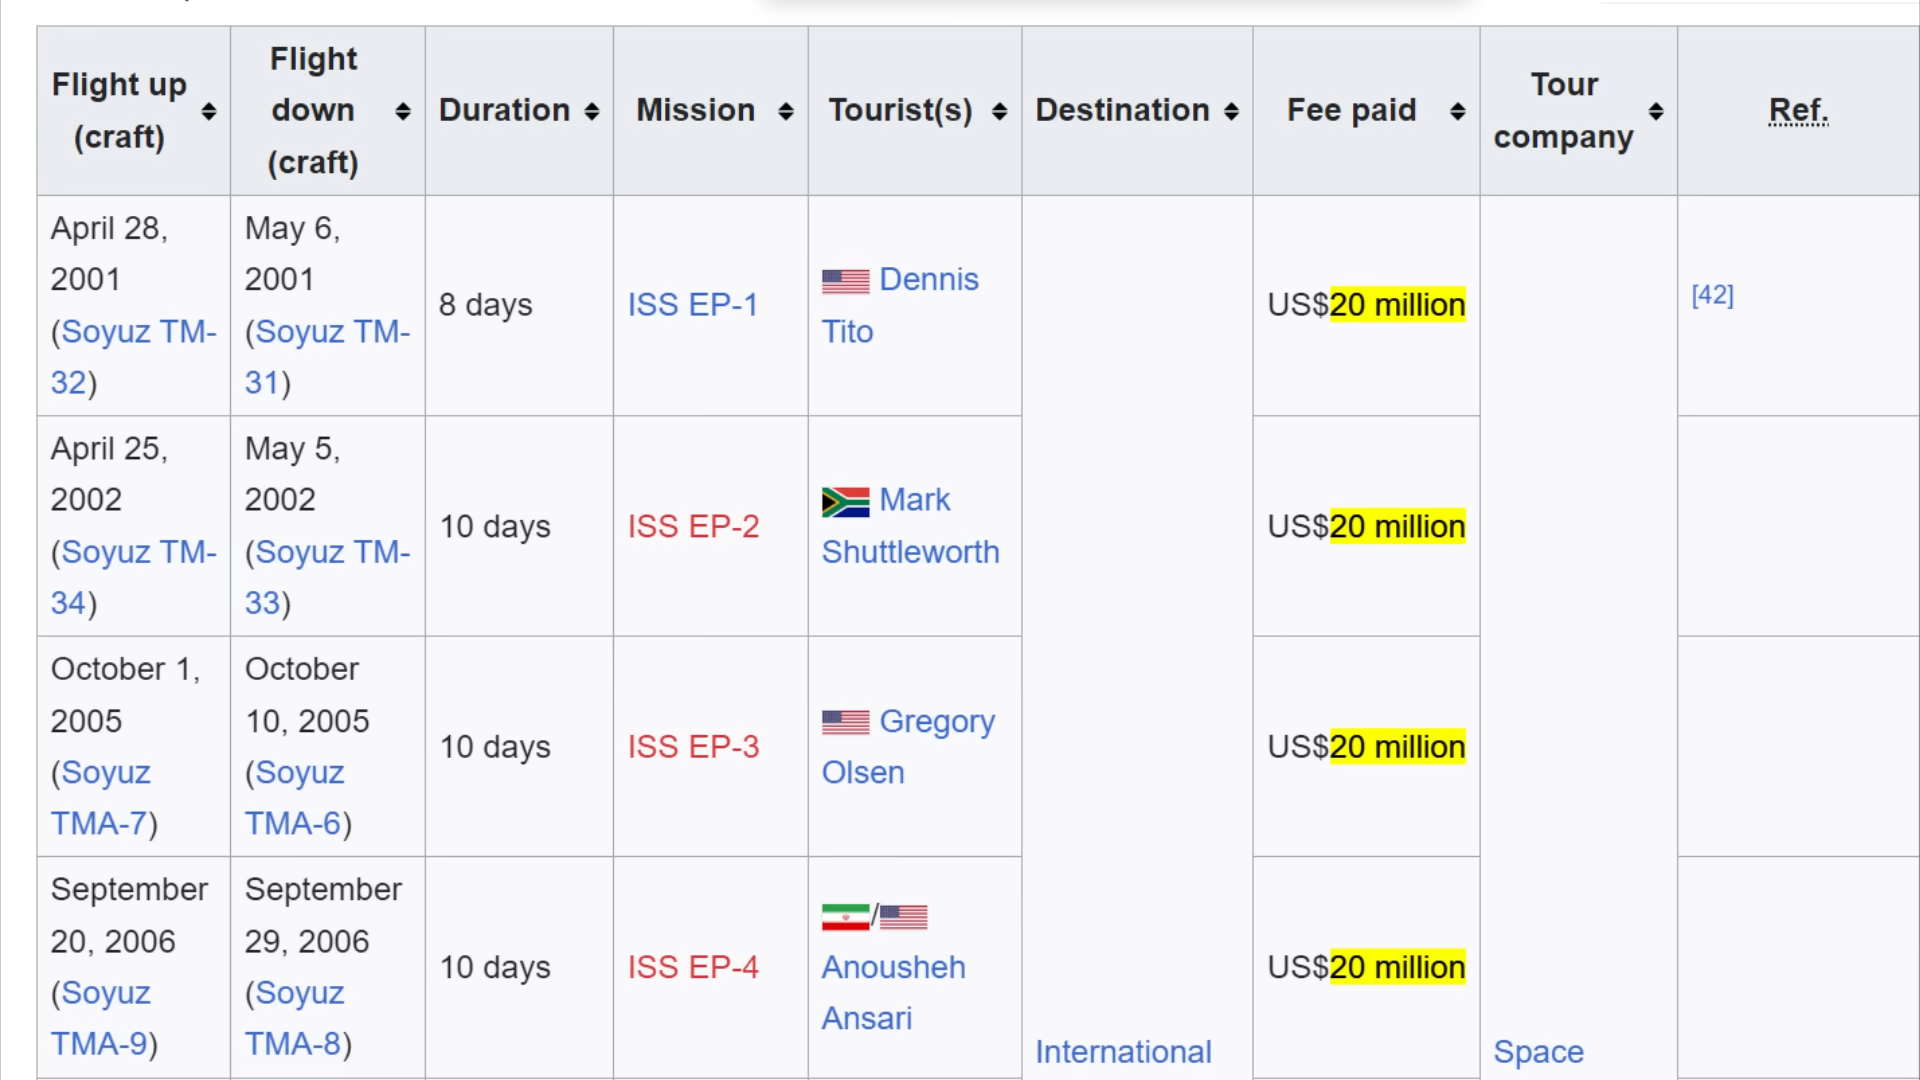 Flight up
(craft)
Flight
down
(craft)
Duration
Mission
Tourist(s)
Destination
Fee paid
Tour
company
Ref.
April 28,
2001
(Soyuz TM-
32)
May 6,
2001
(Soyuz TM-
31)
8 days
ISS EP-1
Dennis
Tito
US$20 million
[42]
April 25,
2002
(Soyuz TM-
34)
May 5,
2002
(Soyuz TM-
33)
10 days
ISS EP-2
Mark
Shuttleworth
US$20 million
October 1,
2005
(Soyuz
TMA-7)
October
10, 2005
(Soyuz
TMA-6)
10 days
ISS EP-3
Gregory
Olsen
US$20 million
September
20, 2006
(Soyuz
TMA-9)
September
29, 2006
(Soyuz
TMA-8)
10 days
ISS EP-4
/
Anousheh
Ansari
US$20 million
International
Space